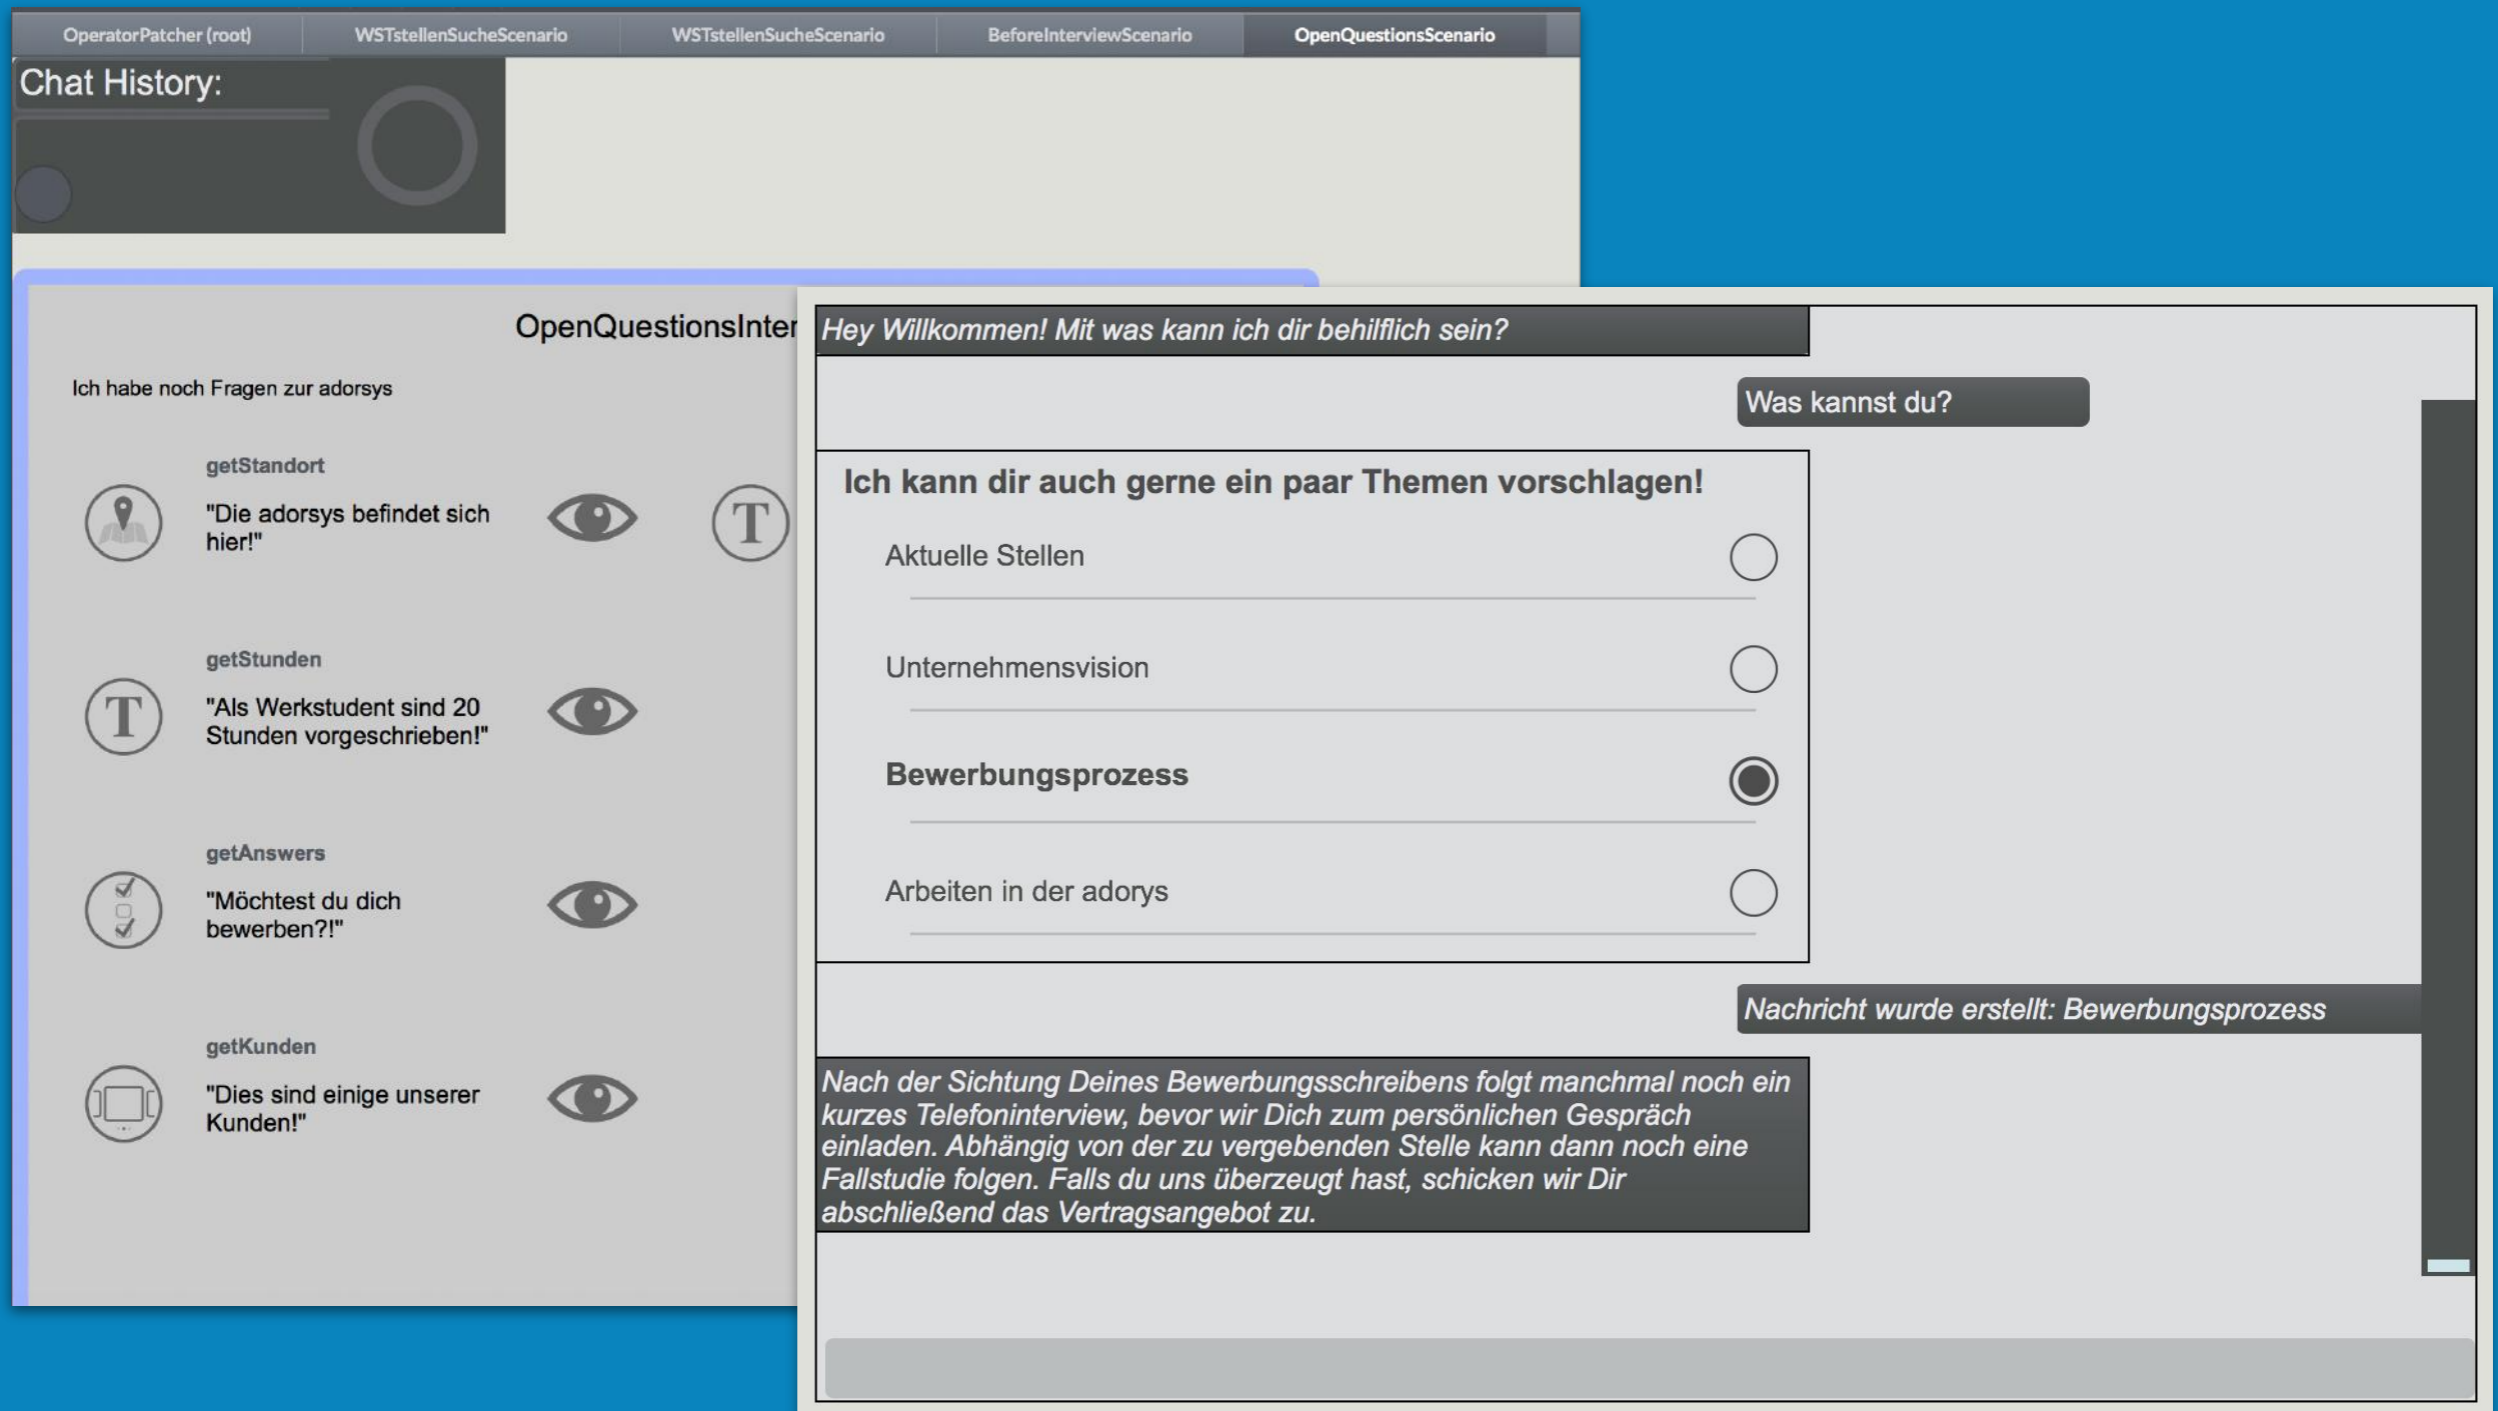 OperatorPatcher (root) WSTstellenSucheScenario WSTstellenSucheScenario BeforeInterviewScenario OpenQuestionsScenario
Chat History:
OpenQuestionsInter
Ich habe noch Fragen zur adorsys
getStandort
"Die adorsys befindet sich
hier!"
T
getStunden
T
"Als Werkstudent sind 20
Stunden vorgeschrieben!"
getAnswers
"Möchtest du dich
bewerben?!"
getKunden
"Dies sind einige unserer
Kunden!"
Hey Willkommen! Mit was kann ich dir behilflich sein?
Was kannst du?
Ich kann dir auch gerne ein paar Themen vorschlagen!
Aktuelle Stellen
Unternehmensvision
Bewerbungsprozess
Arbeiten in der adorys
Nachricht wurde erstellt: Bewerbungsprozess
Nach der Sichtung Deines Bewerbungsschreibens folgt manchmal noch ein
kurzes Telefoninterview, bevor wir Dich zum persönlichen Gespräch
einladen. Abhängig von der zu vergebenden Stelle kann dann noch eine
Fallstudie folgen. Falls du uns überzeugt hast, schicken wir Dir
abschließend das Vertragsangebot zu.